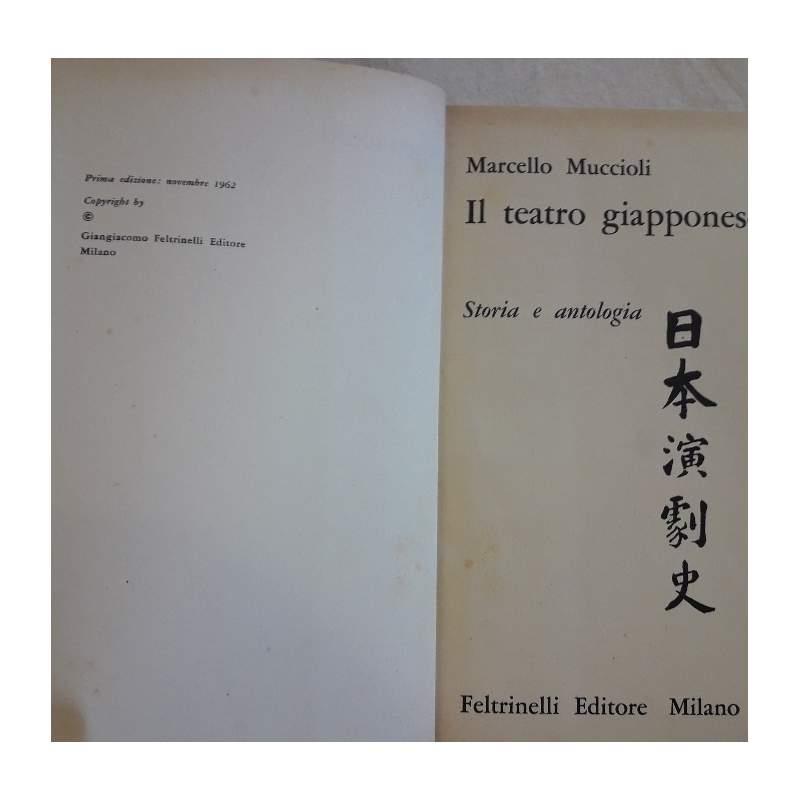 Prima edizione: novembre 1962
Copyright by
©
Giangiacomo Feltrinelli Editore
Milano
Marcello Muccioli
Il teatro giappones
Storia e antologia
日本演劇史
Feltrinelli Editore Milano